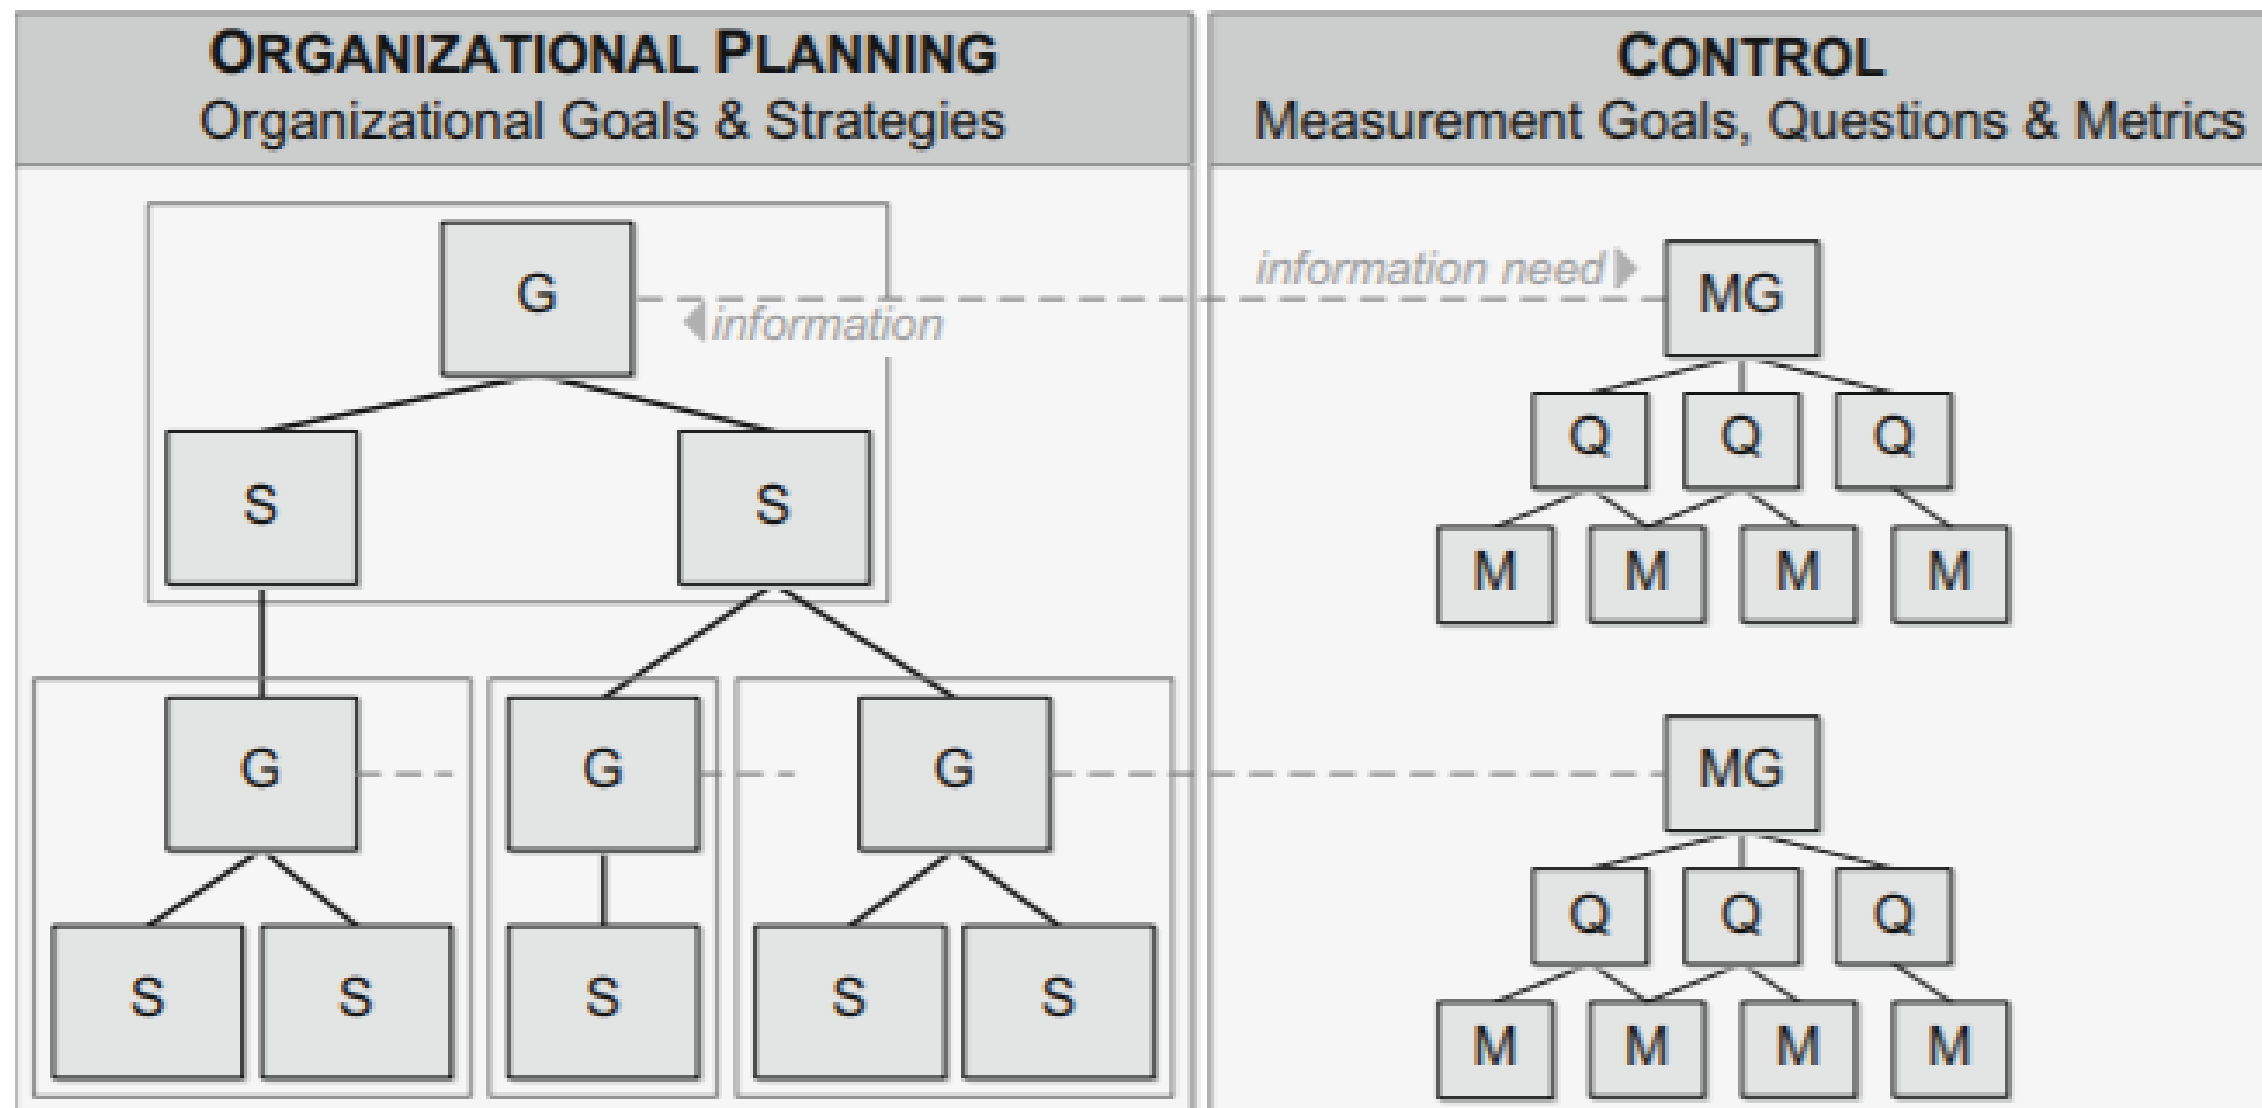 ORGANIZATIONAL PLANNING
Organizational Goals & Strategies
G
information
S S
G G G
S S S S S
CONTROL
Measurement Goals, Questions & Metrics
information need
MG
Q Q Q
M M M M
MG
Q Q Q
M M M M